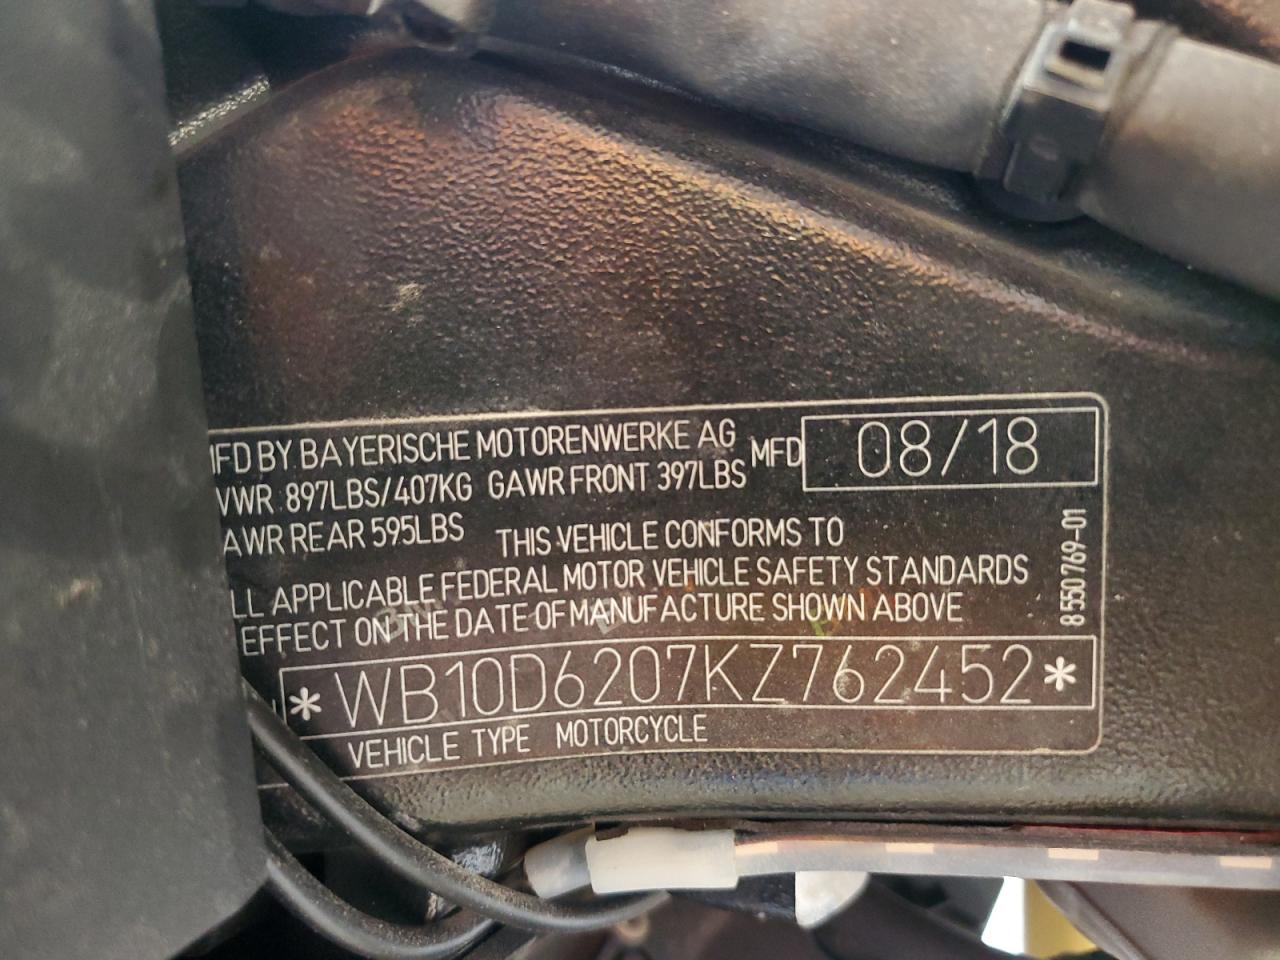 MFD BY BAYERISCHE MOTORENWERKE AG MFD 08/18
VWR 897LBS/407KG GAWR FRONT 397LBS
AWR REAR 595LBS THIS VEHICLE CONFORMS TO
LL APPLICABLE FEDERAL MOTOR VEHICLE SAFETY STANDARDS
EFFECT ON THE DATE OF MANUFACTURE SHOWN ABOVE
*WB10D6207KZ762452*
VEHICLE TYPE MOTORCYCLE
8550769-01